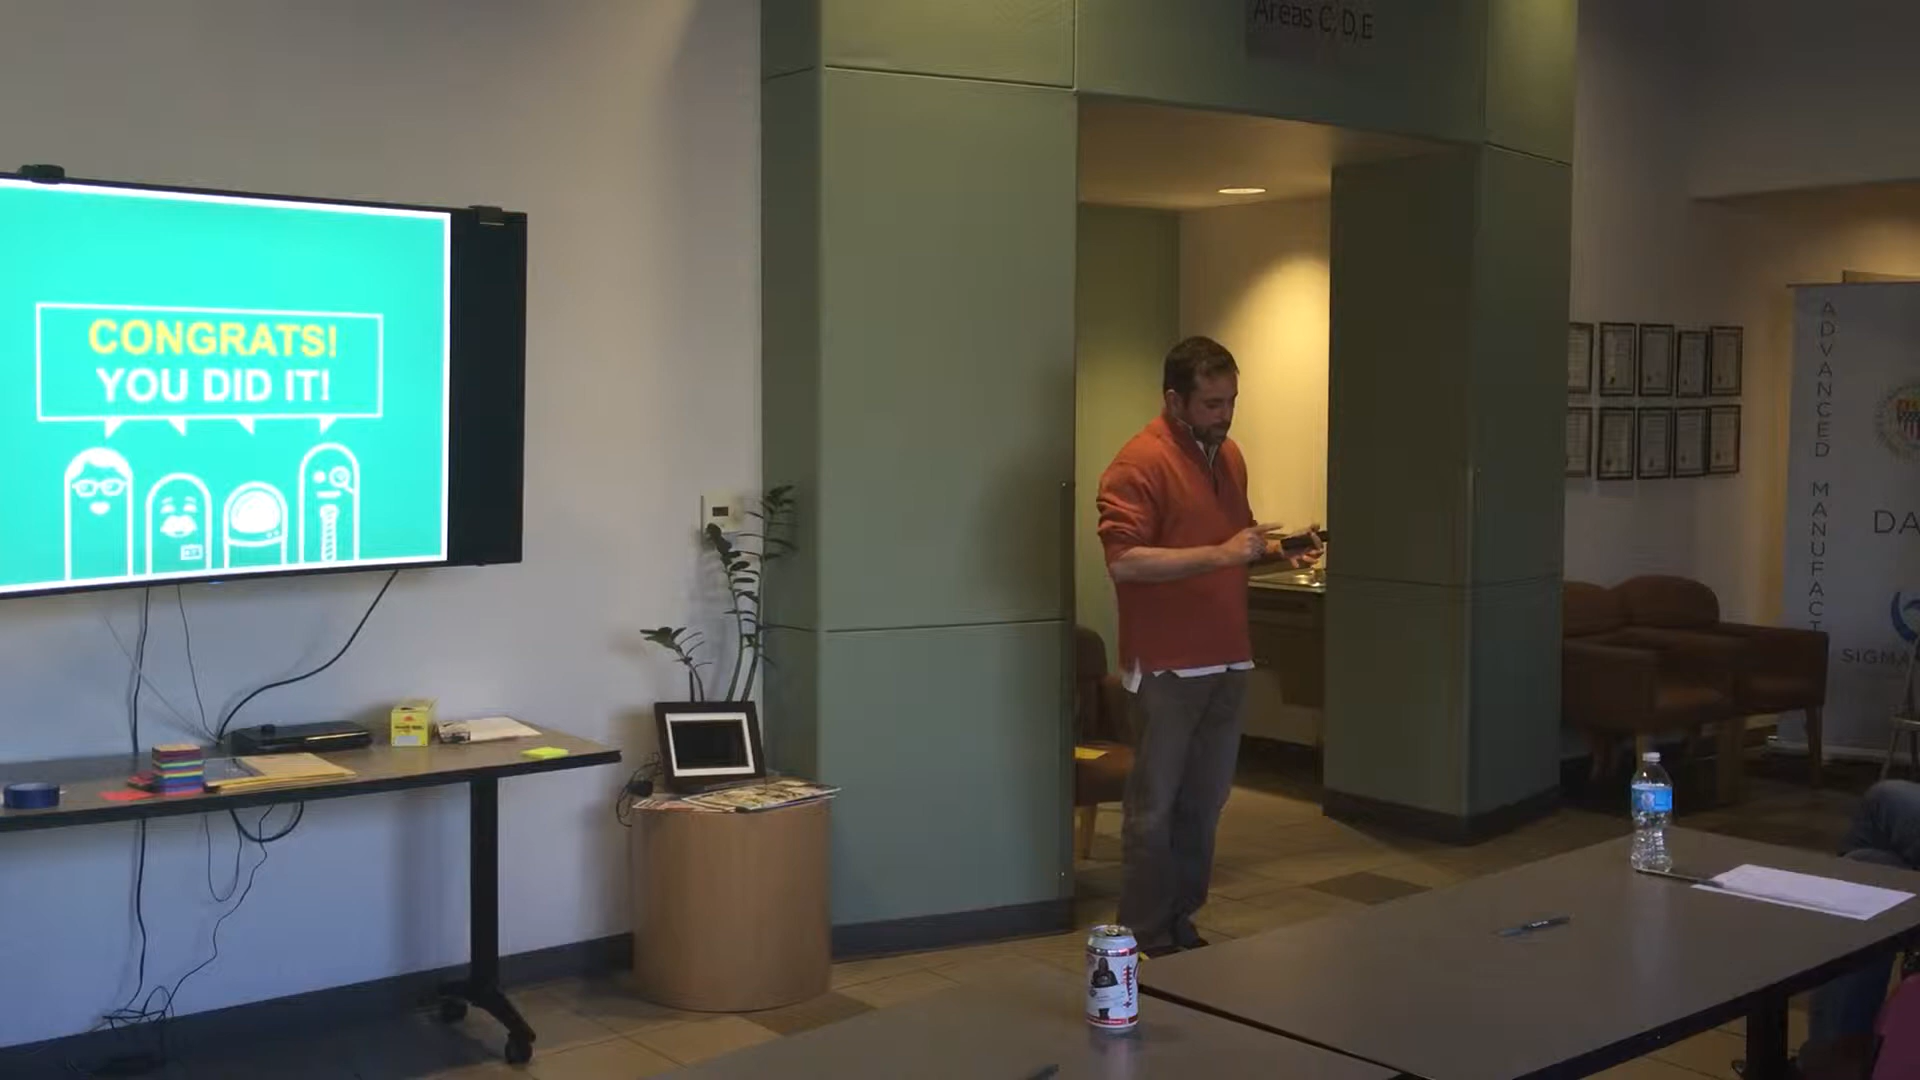 Areas C, D, E
CONGRATS!
YOU DID IT!
ADVANCED MANUFACT
DA
SIGMA